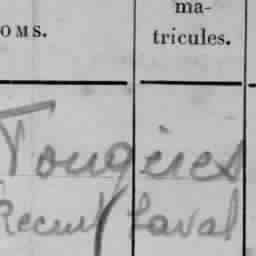 ma-
OMS.
tricules.
Fougères
Recrut Laval